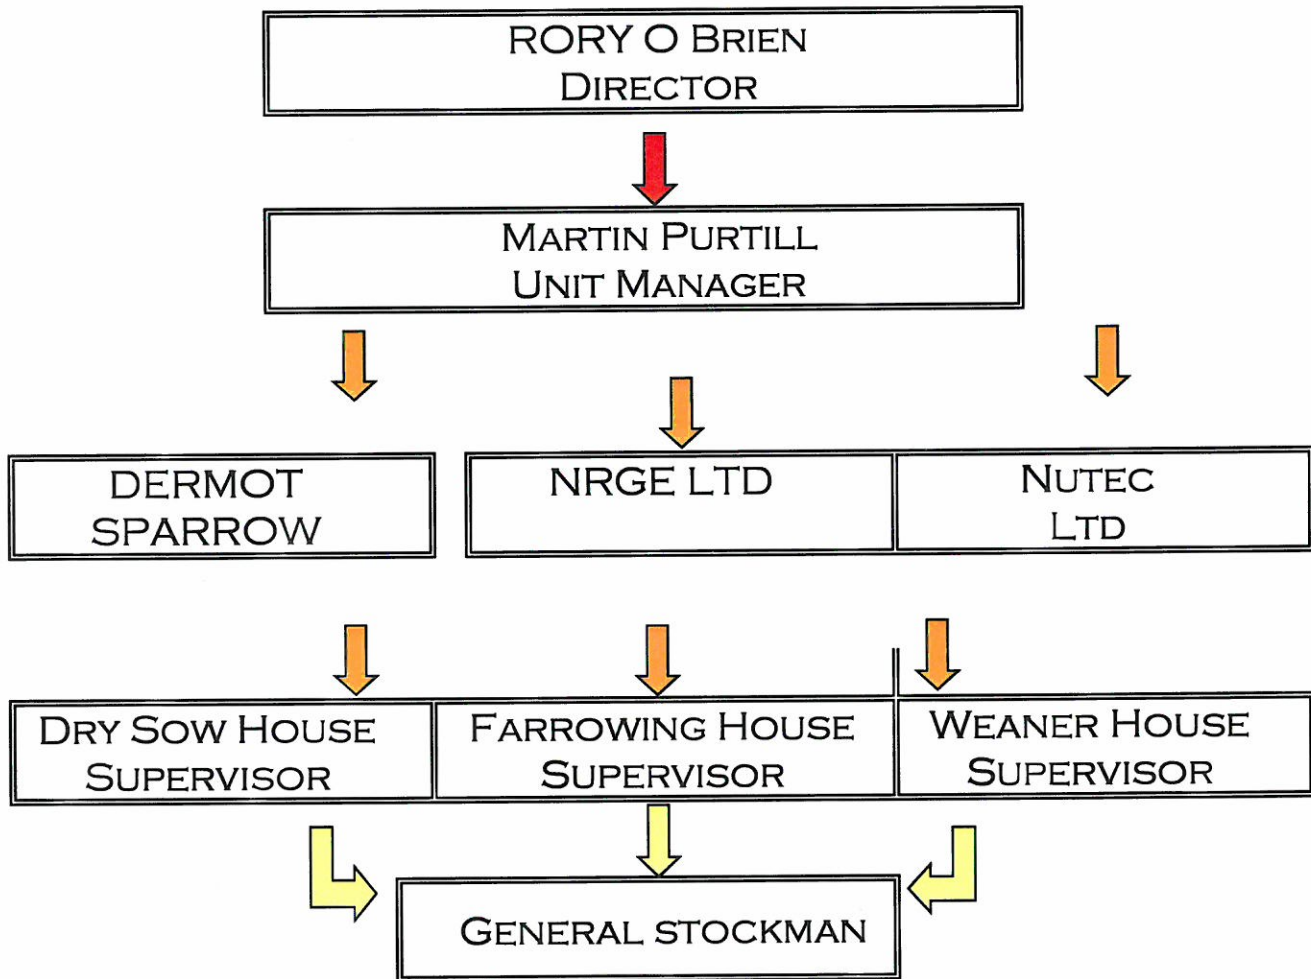 RORY O BRIEN
DIRECTOR
MARTIN PURTILL
UNIT MANAGER
DERMOT
SPARROW
NRGE LTD
NUTEC
LTD
DRY SOW HOUSE
SUPERVISOR
FARROWING HOUSE
SUPERVISOR
WEANER HOUSE
SUPERVISOR
GENERAL STOCKMAN